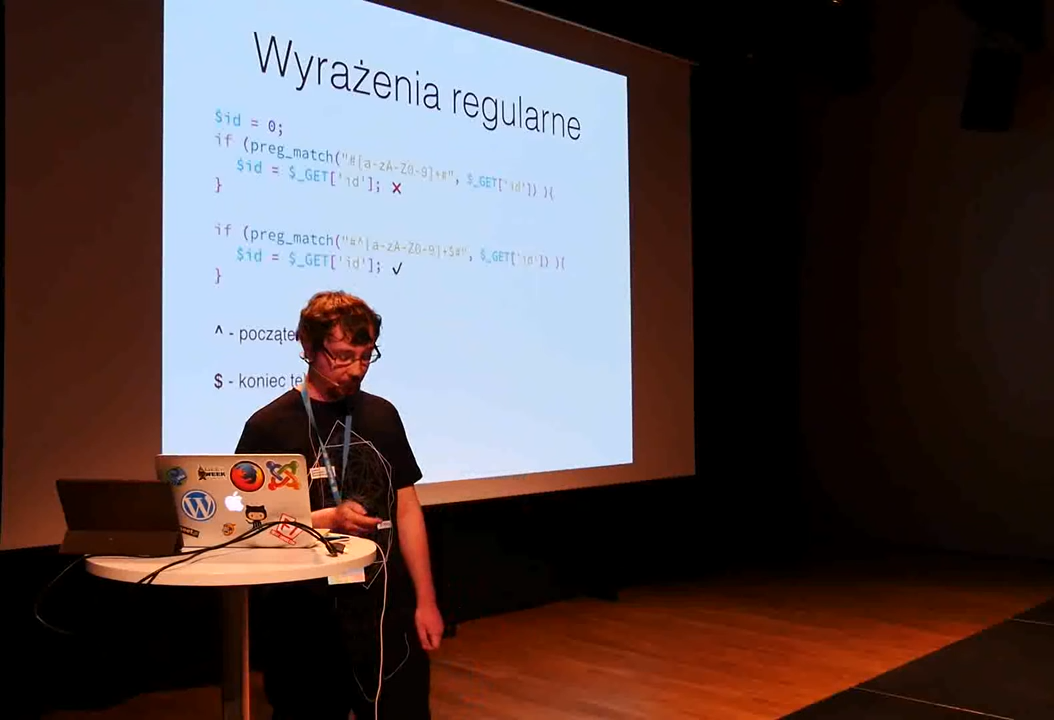 Wyrażenia regularne
$id = 0;
if (preg_match("#[a-zA-Z0-9]+#", $_GET['id']) ){
$id = $_GET['id']; ✗
}
if (preg_match("#^[a-zA-Z0-9]+$#", $_GET['id']) ){
$id = $_GET['id']; ✓
}
^ - począte
$ - koniec te
WEEK